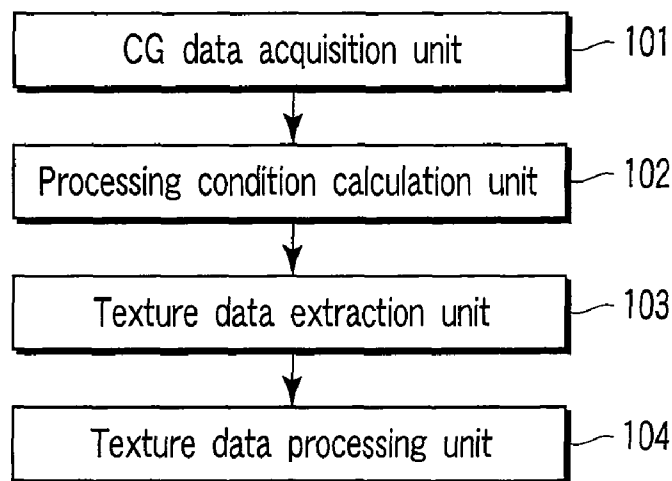 CG data acquisition unit 101
Processing condition calculation unit 102
Texture data extraction unit 103
Texture data processing unit 104